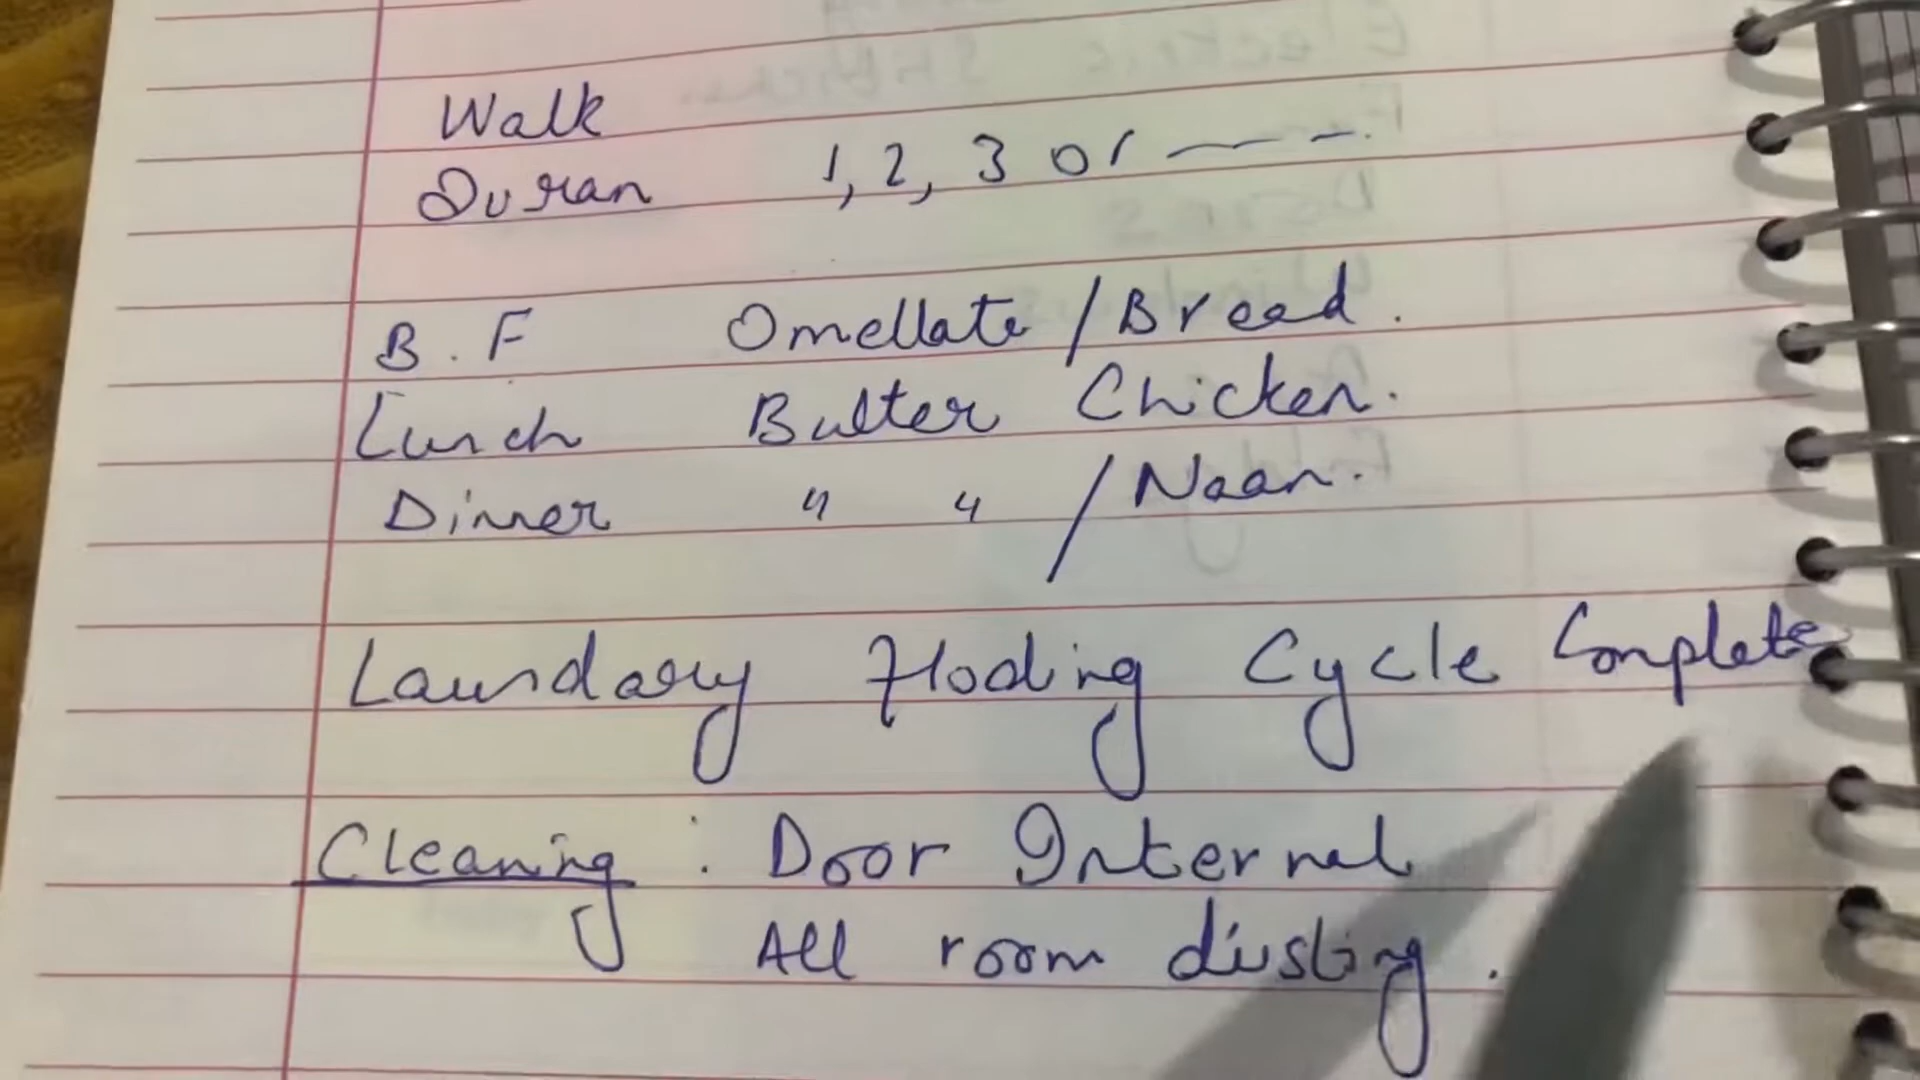 Walk
Quran 1, 2, 3 or ———.
B.F Omellate / Bread.
Lunch Butter Chicken.
Dinner " " / Naan.
Laundary Floding Cycle Complete
Cleaning : Door Internal
All room dusting.